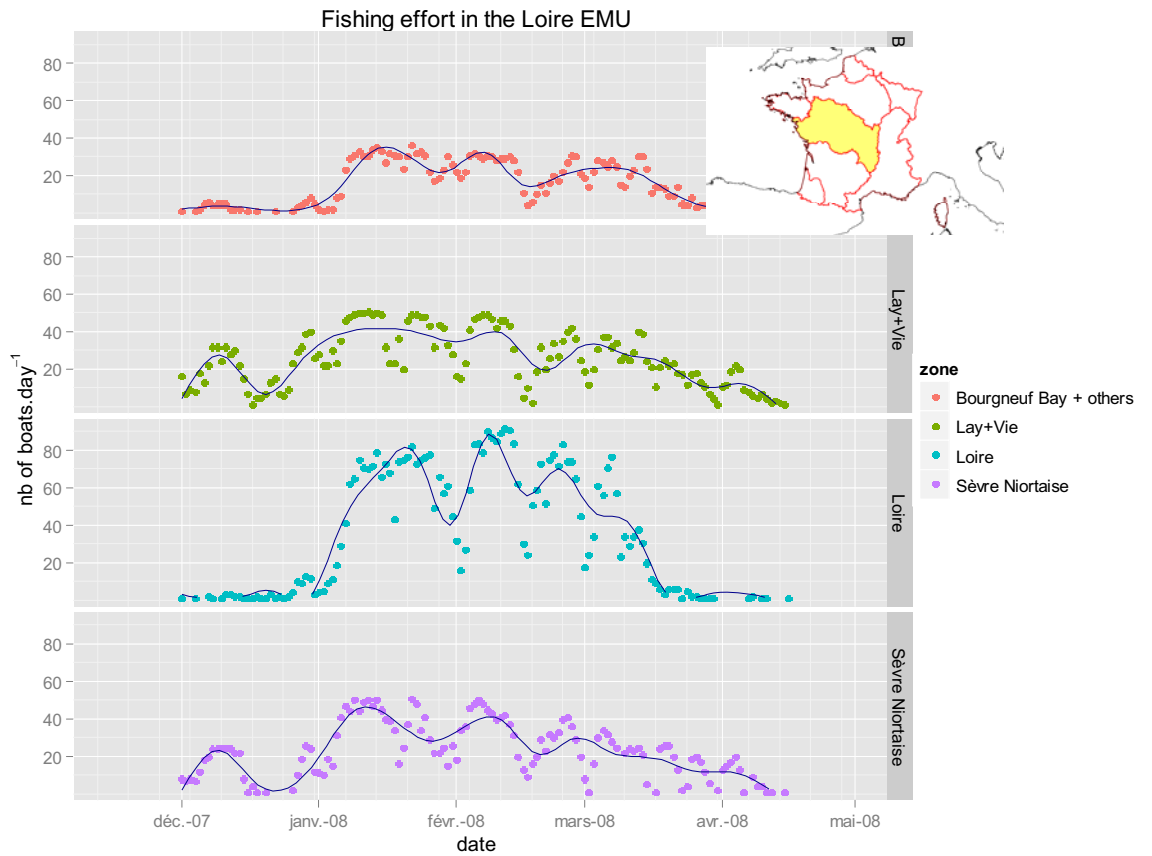 Fishing effort in the Loire EMU
B
80
60
40
20
Lay+Vie
80
60
40
20
Loire
80
60
40
20
Sèvre Niortaise
80
60
40
20
nb of boats.day⁻¹
déc.-07 janv.-08 févr.-08 mars-08 avr.-08 mai-08
date
zone
Bourgneuf Bay + others
Lay+Vie
Loire
Sèvre Niortaise